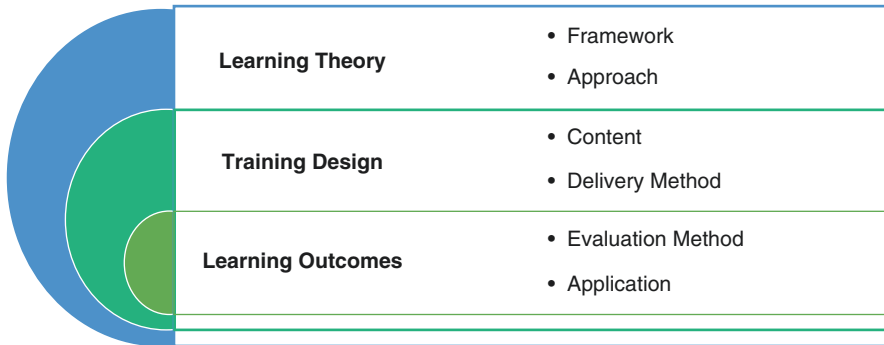 Learning Theory
• Framework
• Approach
Training Design
• Content
• Delivery Method
Learning Outcomes
• Evaluation Method
• Application